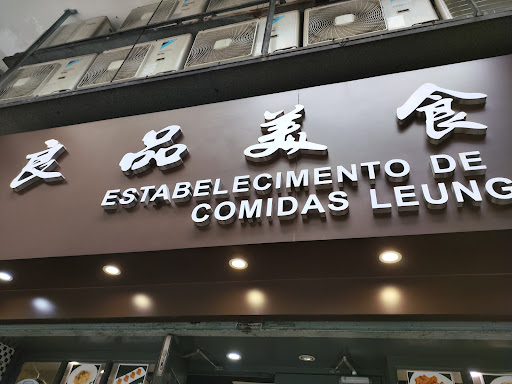 良品美食
ESTABELECIMENTO DE
COMIDAS LEUNG